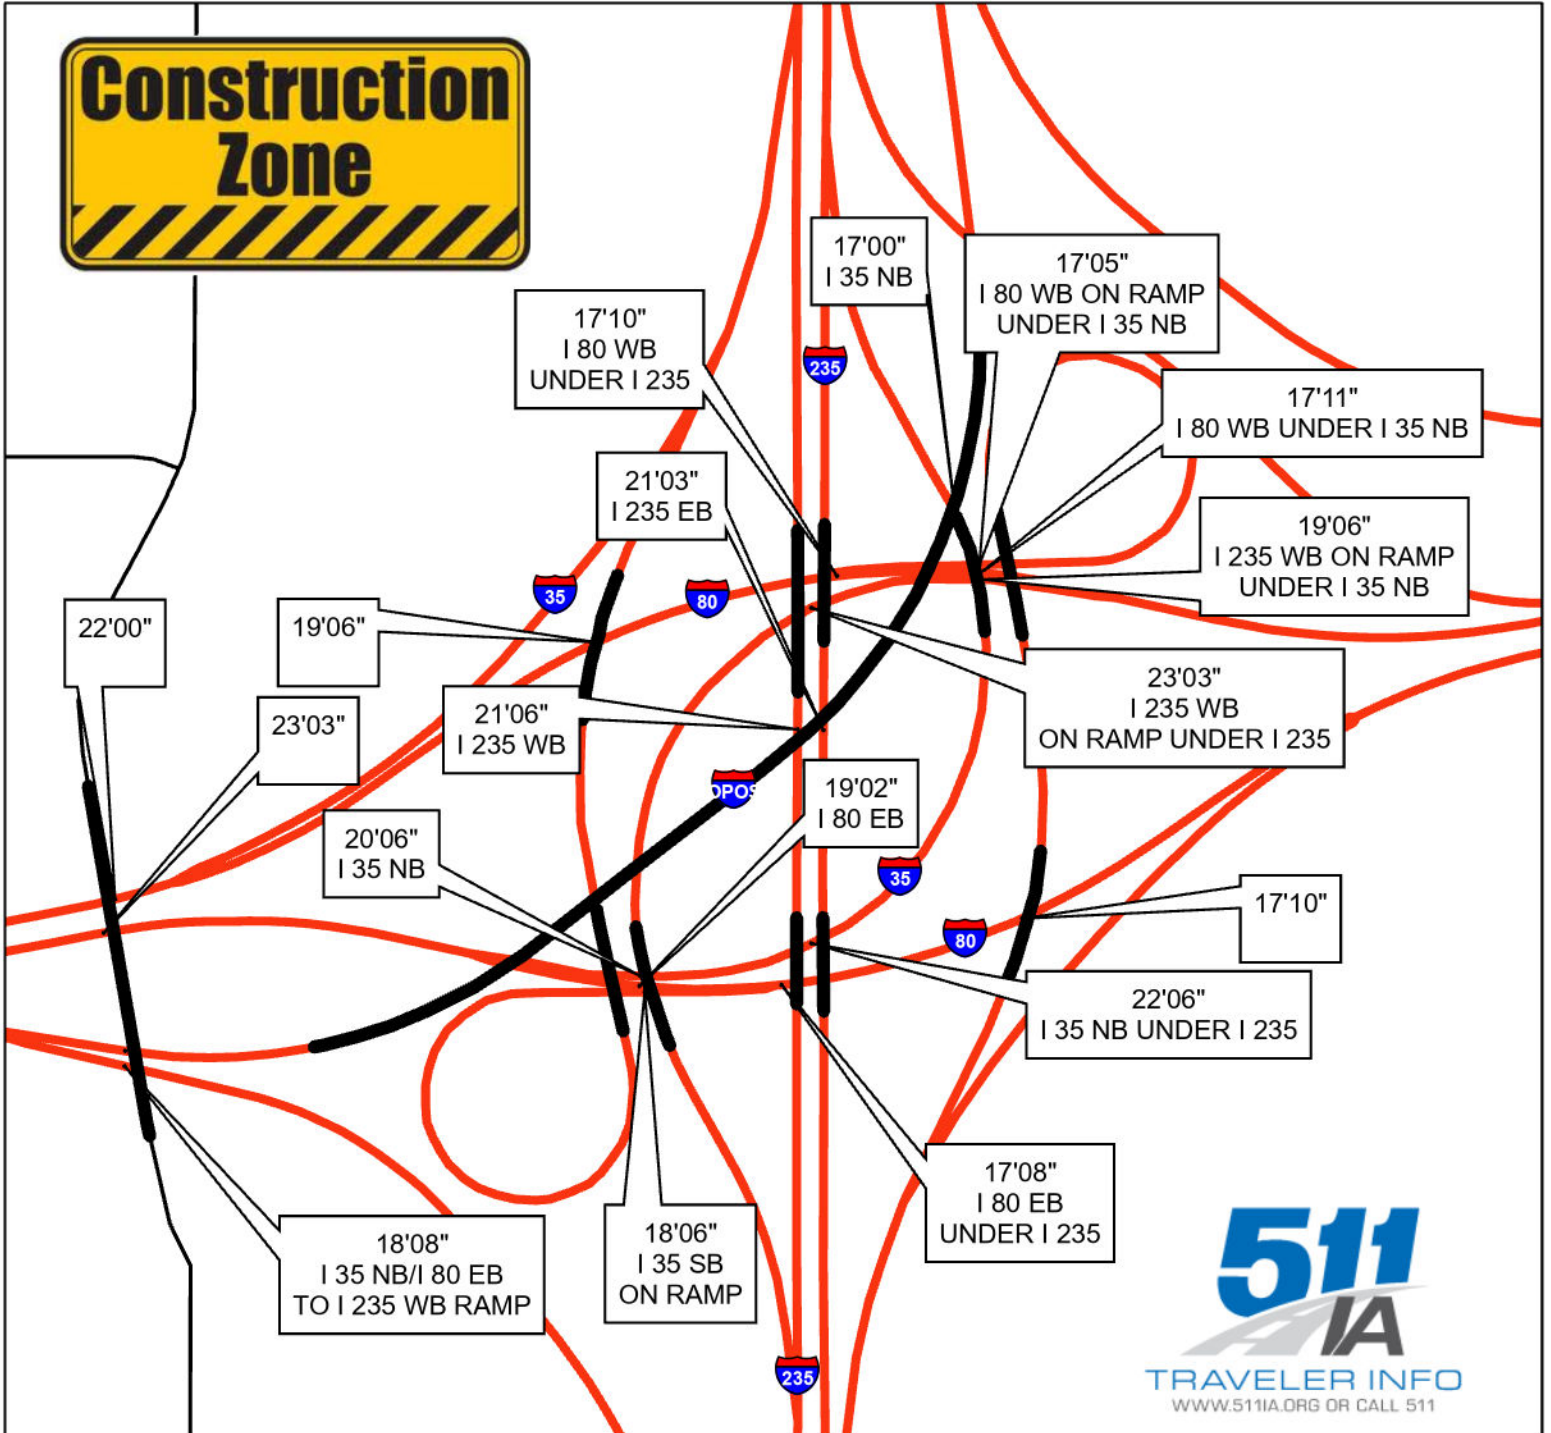 Construction
Zone
17'00"
I 35 NB
17'05"
I 80 WB ON RAMP
UNDER I 35 NB
17'10"
I 80 WB
UNDER I 235
235
17'11"
I 80 WB UNDER I 35 NB
21'03"
I 235 EB
19'06"
I 235 WB ON RAMP
UNDER I 35 NB
35
80
22'00"
19'06"
23'03"
I 235 WB
ON RAMP UNDER I 235
21'06"
I 235 WB
23'03"
OPOS
19'02"
I 80 EB
20'06"
I 35 NB
35
17'10"
80
22'06"
I 35 NB UNDER I 235
17'08"
I 80 EB
UNDER I 235
18'08"
I 35 NB/I 80 EB
TO I 235 WB RAMP
18'06"
I 35 SB
ON RAMP
235
511
IA
TRAVELER INFO
WWW.511IA.ORG OR CALL 511